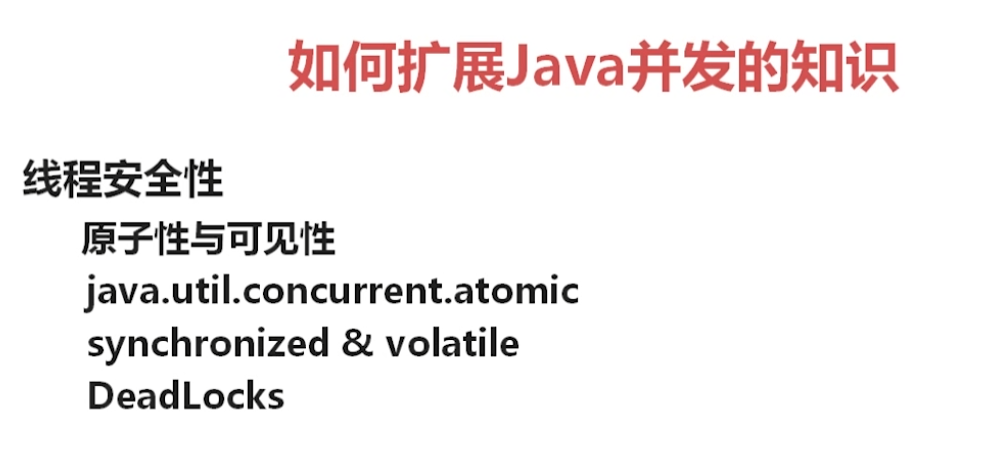 如何扩展Java并发的知识
线程安全性
原子性与可见性
java.util.concurrent.atomic
synchronized & volatile
DeadLocks